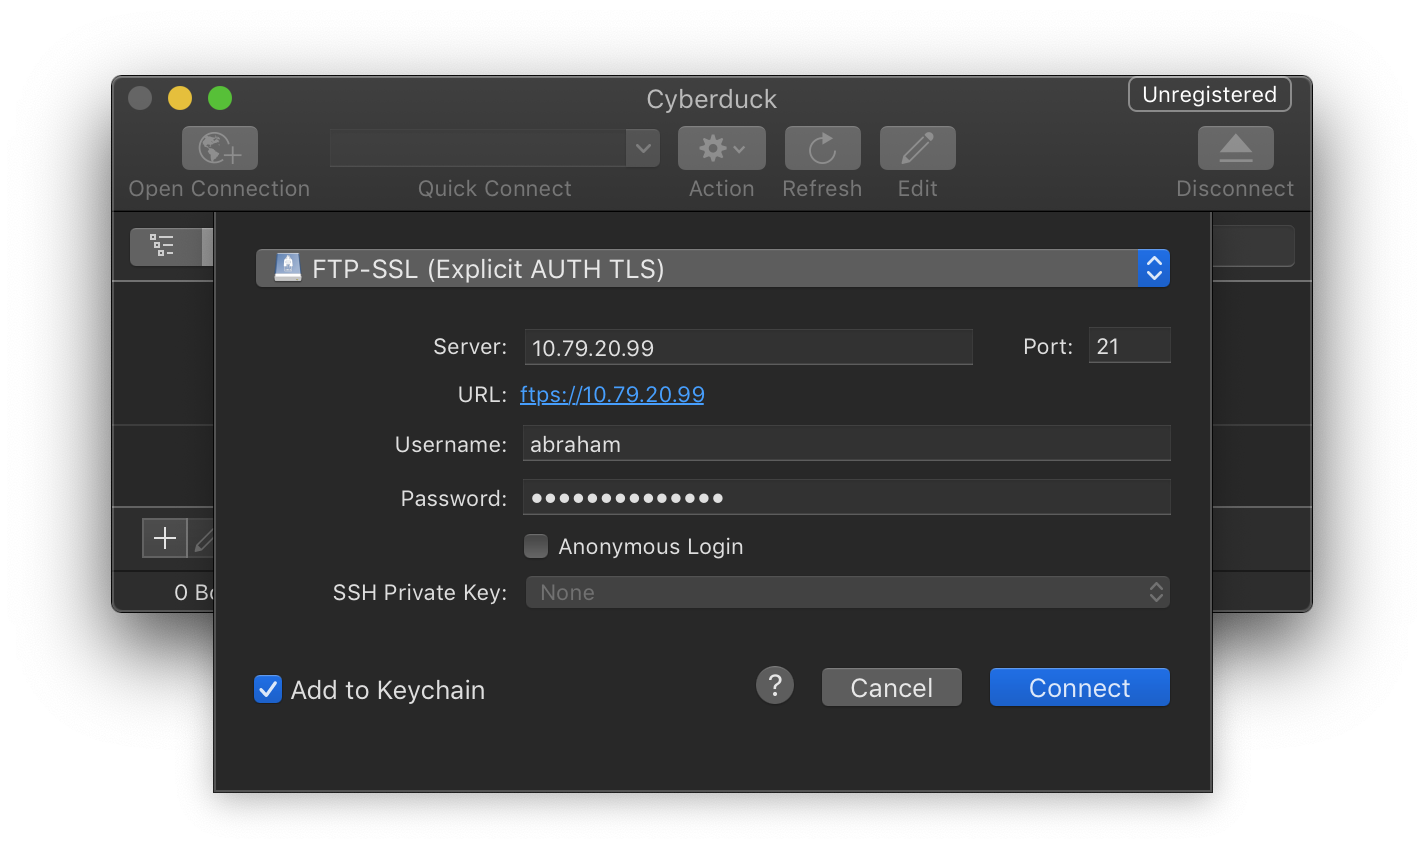 Cyberduck
Unregistered
Open Connection
Quick Connect
Action
Refresh
Edit
Disconnect
FTP-SSL (Explicit AUTH TLS)
Server: 10.79.20.99 Port: 21
URL: ftps://10.79.20.99
Username: abraham
Password: ••••••••••••••
Anonymous Login
SSH Private Key: None
0 Bo
Add to Keychain ? Cancel Connect